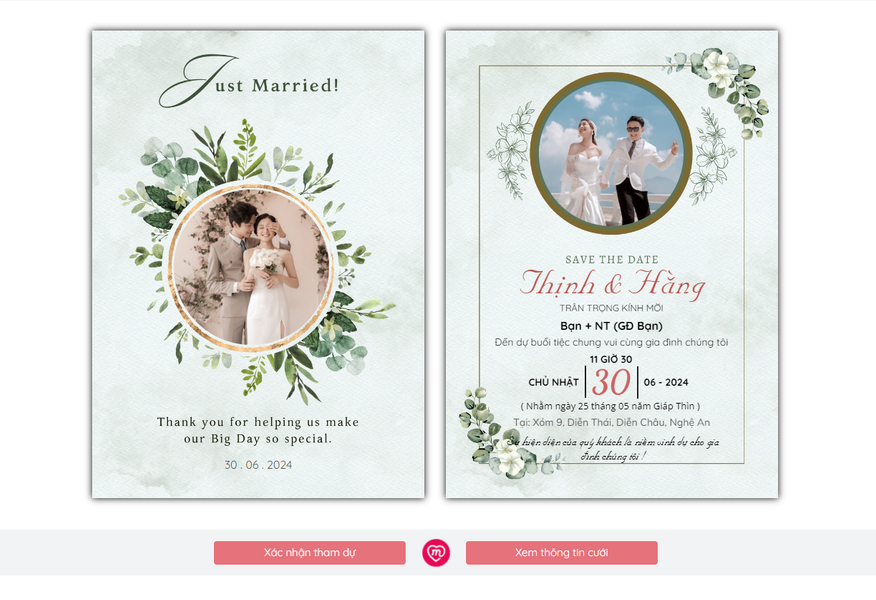 Just Married!
Thank you for helping us make
our Big Day so special.
30 . 06 . 2024
SAVE THE DATE
Thịnh & Hằng
TRÂN TRỌNG KÍNH MỜI
Bạn + NT (GĐ Bạn)
Đến dự buổi tiệc chung vui cùng gia đình chúng tôi
11 GIỜ 30
CHỦ NHẬT 30 06 - 2024
( Nhằm ngày 25 tháng 05 năm Giáp Thìn )
Tại: Xóm 9, Diễn Thái, Diễn Châu, Nghệ An
Sự hiện diện của quý khách là niềm vinh dự cho gia
đình chúng tôi !
Xác nhận tham dự
Xem thông tin cưới